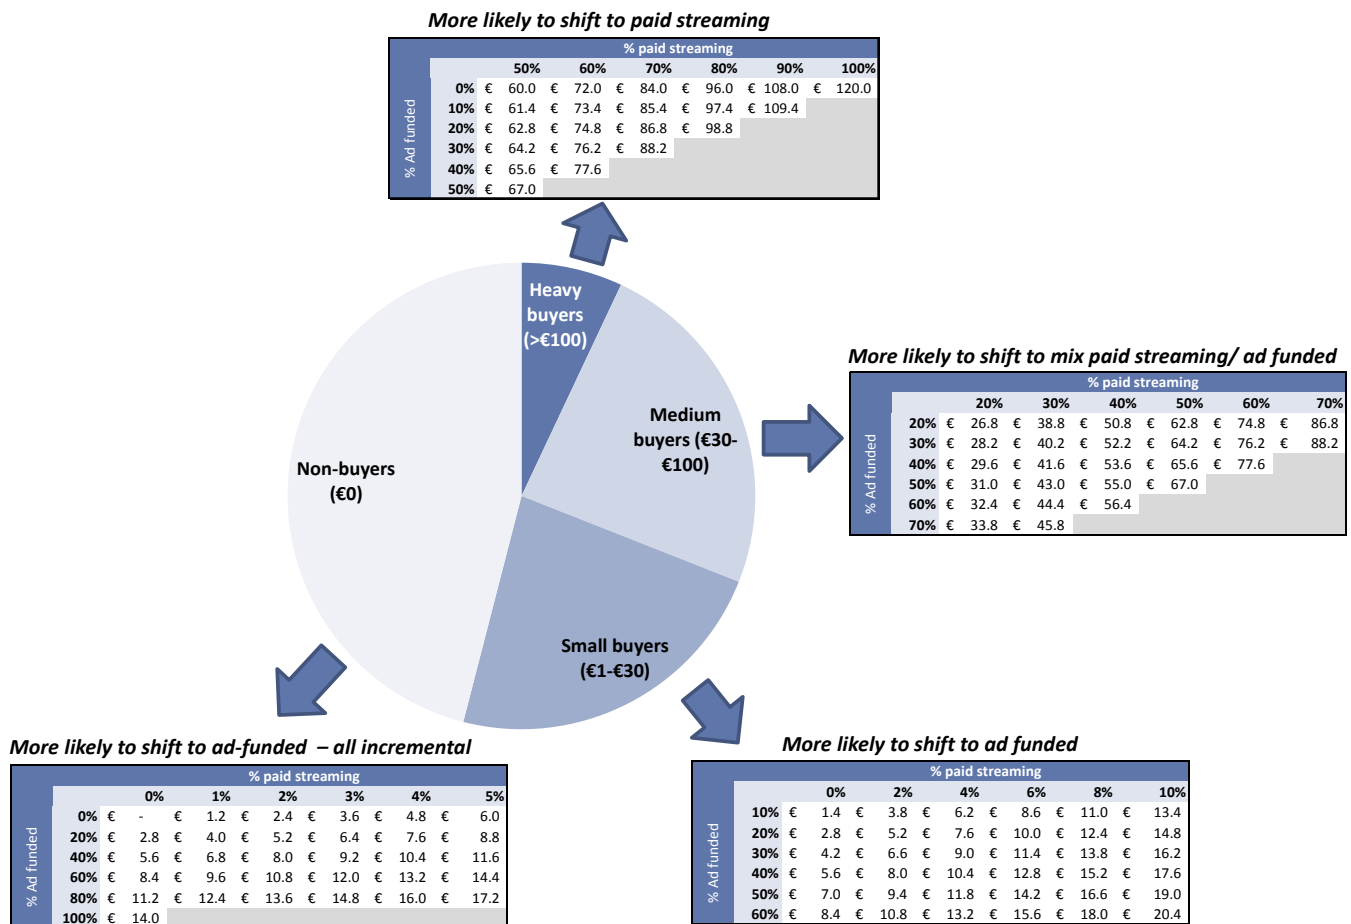 More likely to shift to paid streaming
% paid streaming
50% 60% 70% 80% 90% 100%
% Ad funded
0% € 60.0 € 72.0 € 84.0 € 96.0 € 108.0 € 120.0
10% € 61.4 € 73.4 € 85.4 € 97.4 € 109.4
20% € 62.8 € 74.8 € 86.8 € 98.8
30% € 64.2 € 76.2 € 88.2
40% € 65.6 € 77.6
50% € 67.0
Heavy
buyers
(>€100)
Medium
buyers (€30-
€100)
Non-buyers
(€0)
Small buyers
(€1-€30)
More likely to shift to mix paid streaming/ ad funded
% paid streaming
20% 30% 40% 50% 60% 70%
% Ad funded
20% € 26.8 € 38.8 € 50.8 € 62.8 € 74.8 € 86.8
30% € 28.2 € 40.2 € 52.2 € 64.2 € 76.2 € 88.2
40% € 29.6 € 41.6 € 53.6 € 65.6 € 77.6
50% € 31.0 € 43.0 € 55.0 € 67.0
60% € 32.4 € 44.4 € 56.4
70% € 33.8 € 45.8
More likely to shift to ad-funded – all incremental
% paid streaming
0% 1% 2% 3% 4% 5%
% Ad funded
0% € - € 1.2 € 2.4 € 3.6 € 4.8 € 6.0
20% € 2.8 € 4.0 € 5.2 € 6.4 € 7.6 € 8.8
40% € 5.6 € 6.8 € 8.0 € 9.2 € 10.4 € 11.6
60% € 8.4 € 9.6 € 10.8 € 12.0 € 13.2 € 14.4
80% € 11.2 € 12.4 € 13.6 € 14.8 € 16.0 € 17.2
100% € 14.0
More likely to shift to ad funded
% paid streaming
0% 2% 4% 6% 8% 10%
% Ad funded
10% € 1.4 € 3.8 € 6.2 € 8.6 € 11.0 € 13.4
20% € 2.8 € 5.2 € 7.6 € 10.0 € 12.4 € 14.8
30% € 4.2 € 6.6 € 9.0 € 11.4 € 13.8 € 16.2
40% € 5.6 € 8.0 € 10.4 € 12.8 € 15.2 € 17.6
50% € 7.0 € 9.4 € 11.8 € 14.2 € 16.6 € 19.0
60% € 8.4 € 10.8 € 13.2 € 15.6 € 18.0 € 20.4